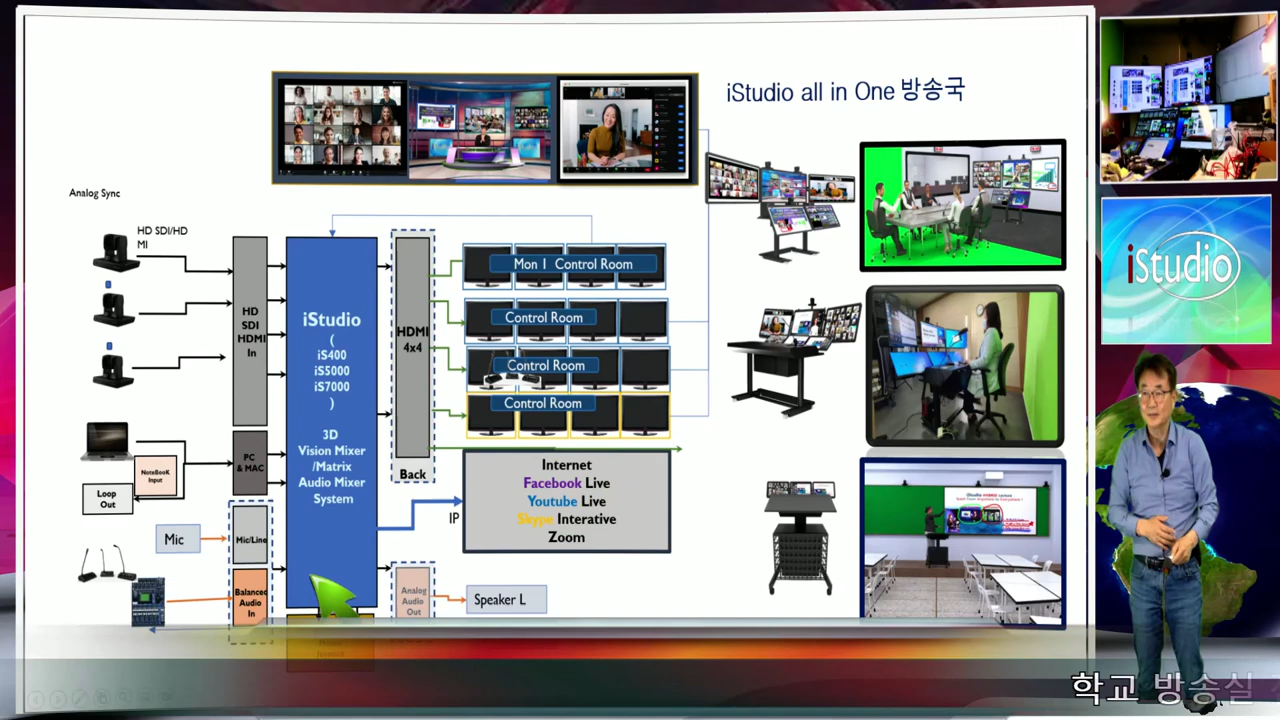 iStudio all in One 방송국
Analog Sync
HD SDI/HD
MI
HD
SDI
HDMI
In
iStudio
(
iS400
iS5000
iS7000
)
3D
Vision Mixer
/Matrix
Audio Mixer
System
HDMI
4x4
Back
Mon 1 Control Room
Control Room
Control Room
Control Room
PC
& MAC
NoteBooK
Input
Loop
Out
Mic
Mic/Line
Balanced
Audio
In
IP
Internet
Facebook Live
Youtube Live
Skype Interative
Zoom
Analog
Audio
Out
Speaker L
iStudio
학교 방송실